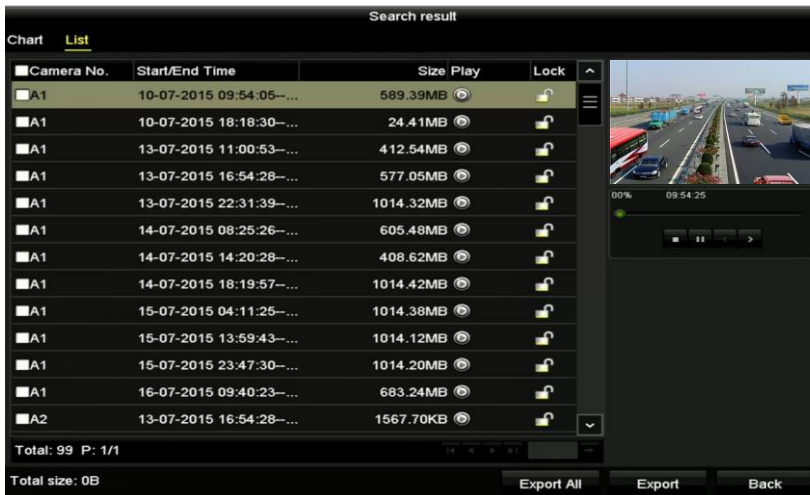 Search result
Chart List
Camera No. Start/End Time Size Play Lock
A1 10-07-2015 09:54:05--... 589.39MB
A1 10-07-2015 18:18:30--... 24.41MB
A1 13-07-2015 11:00:53--... 412.54MB
A1 13-07-2015 16:54:28--... 577.05MB
A1 13-07-2015 22:31:39--... 1014.32MB
A1 14-07-2015 08:25:26--... 605.48MB
A1 14-07-2015 14:20:28--... 408.62MB
A1 14-07-2015 18:19:57--... 1014.42MB
A1 15-07-2015 04:11:25--... 1014.38MB
A1 15-07-2015 13:59:43--... 1014.12MB
A1 15-07-2015 23:47:30--... 1014.20MB
A1 16-07-2015 09:40:23--... 683.24MB
A2 13-07-2015 16:54:28--... 1567.70KB
Total: 99 P: 1/1
00% 09:54:25
Total size: 0B
Export All Export Back